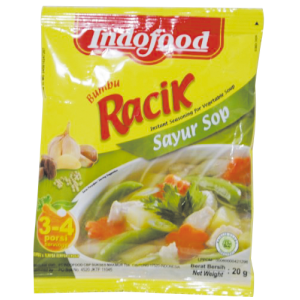 Indofood
Bumbu
Racik
Instant Seasoning for Vegetable Soup
Sayur Sop
3-4
porsi
Berat Bersih
Net Weight : 20 g